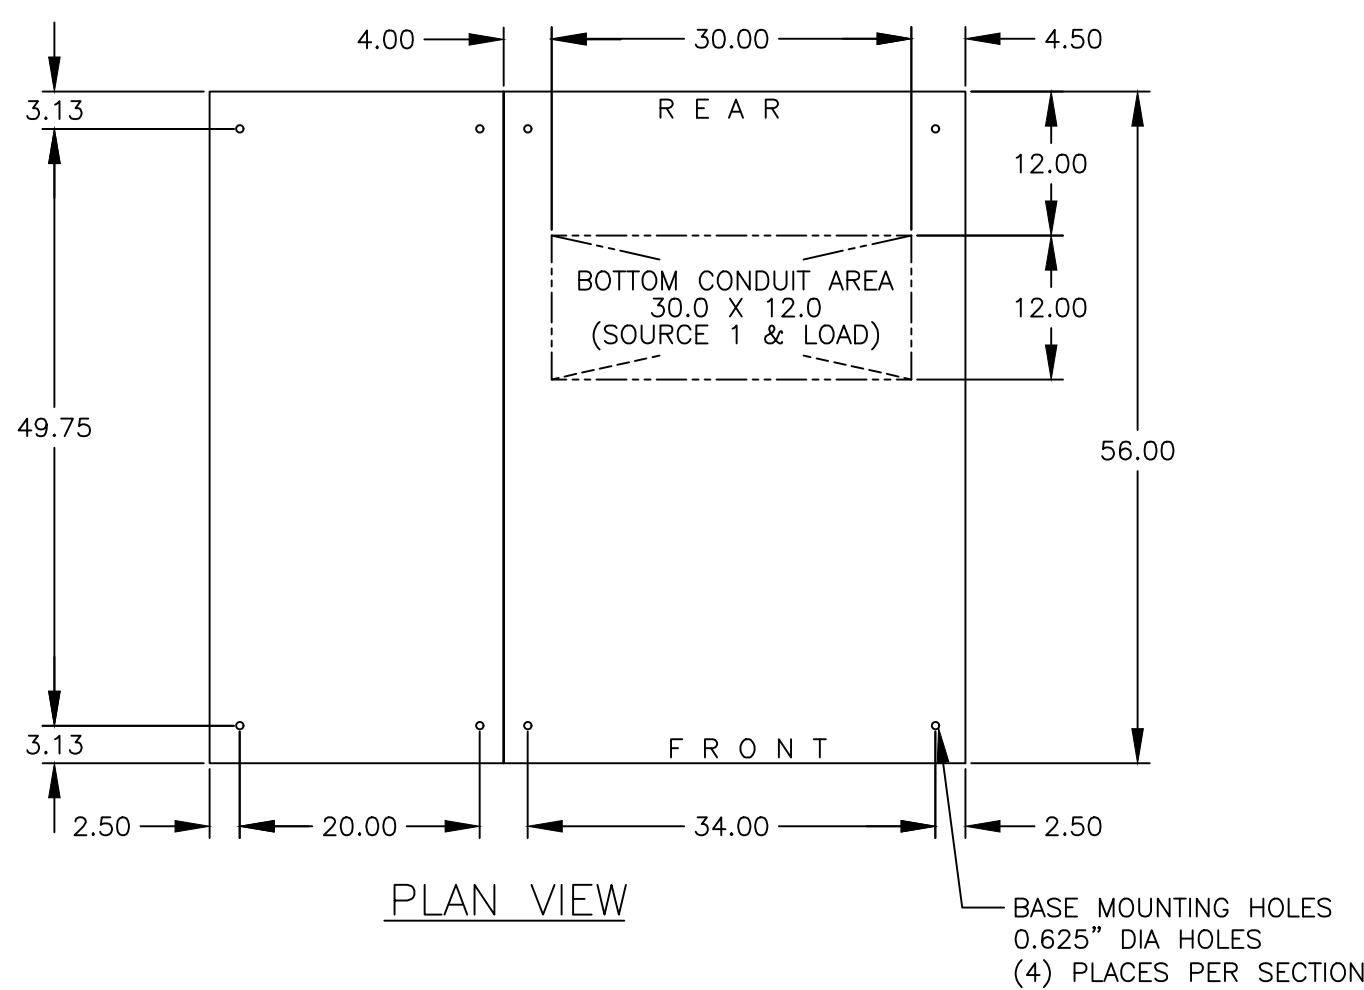 4.00
30.00
4.50
3.13
R E A R
12.00
BOTTOM CONDUIT AREA
30.0 X 12.0
(SOURCE 1 & LOAD)
12.00
49.75
56.00
3.13
F R O N T
2.50
20.00
34.00
2.50
PLAN VIEW
BASE MOUNTING HOLES
0.625" DIA HOLES
(4) PLACES PER SECTION